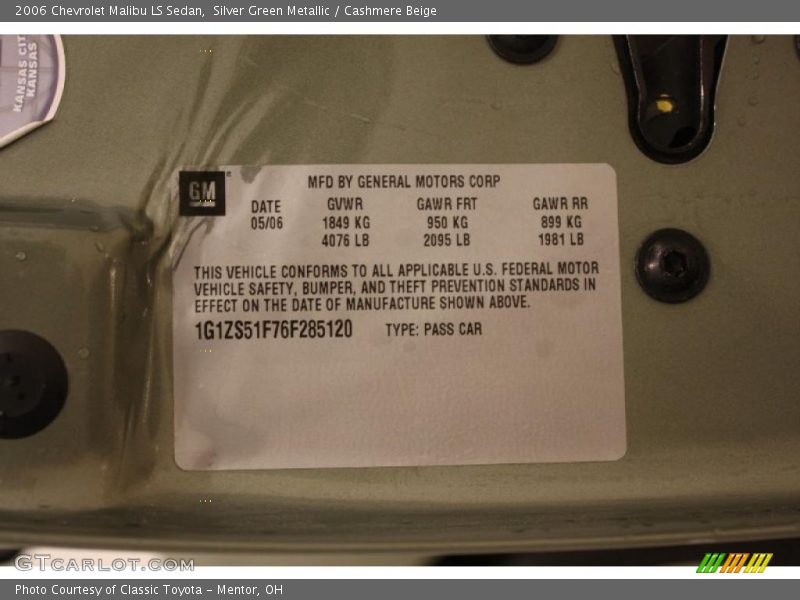 2006 Chevrolet Malibu LS Sedan,  Silver Green Metallic / Cashmere Beige
KANSAS CITY
KANSAS
GM
MFD BY GENERAL MOTORS CORP
DATE GVWR GAWR FRT GAWR RR
05/06 1849 KG 950 KG 899 KG
4076 LB 2095 LB 1981 LB
THIS VEHICLE CONFORMS TO ALL APPLICABLE U.S. FEDERAL MOTOR
VEHICLE SAFETY, BUMPER, AND THEFT PREVENTION STANDARDS IN
EFFECT ON THE DATE OF MANUFACTURE SHOWN ABOVE.
1G1ZS51F76F285120 TYPE: PASS CAR
GTCARLOT.COM
Photo Courtesy of Classic Toyota - Mentor, OH